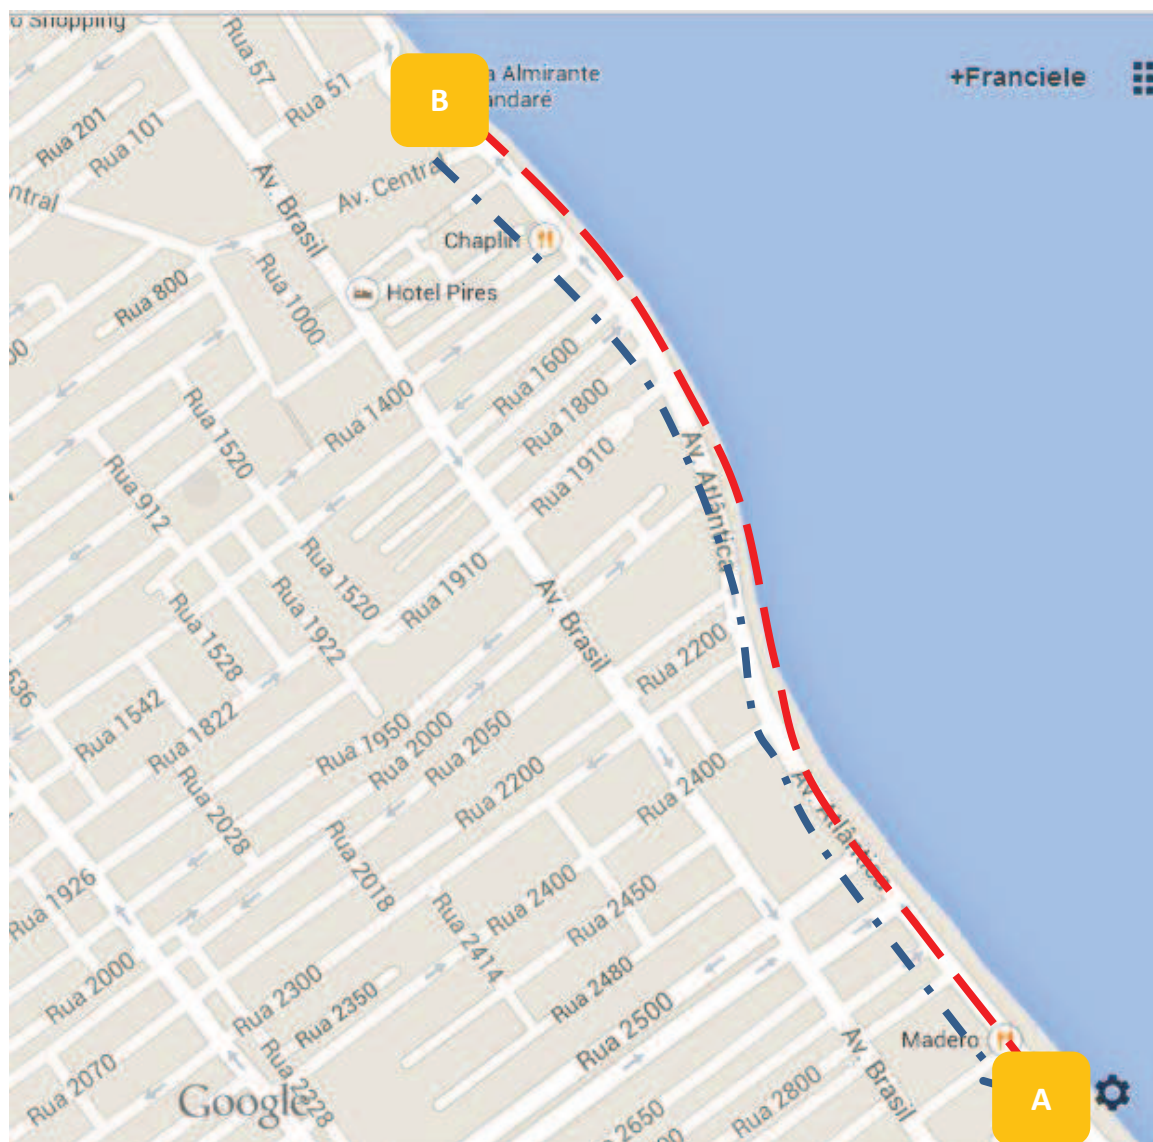 o Shopping
Rua 57
Rua 51
B
a Almirante
andaré
+Franciele
Rua 201
Rua 101
ntral
Av. Central
Av. Brasil
Chaplin
Hotel Pires
Rua 800
Rua 1000
00
Rua 1600
Rua 1400
Rua 1800
Rua 1520
Rua 1910
Av. Atlântica
Rua 912
Rua 1520
Rua 1910
Rua 1922
Av. Brasil
Rua 1528
Rua 2200
536
Rua 1542
Rua 1822
Rua 1950
Rua 2000
Rua 2050
Rua 2200
Rua 2400
Av. Atlântica
Rua 2028
Rua 2018
Rua 1926
Rua 2400
Rua 2450
Rua 2414
Rua 2000
Rua 2300
Rua 2350
Rua 2480
Rua 2500
Madero
Av. Brasil
Rua 2070
Google
Rua 2328
2650
Rua 2800
A